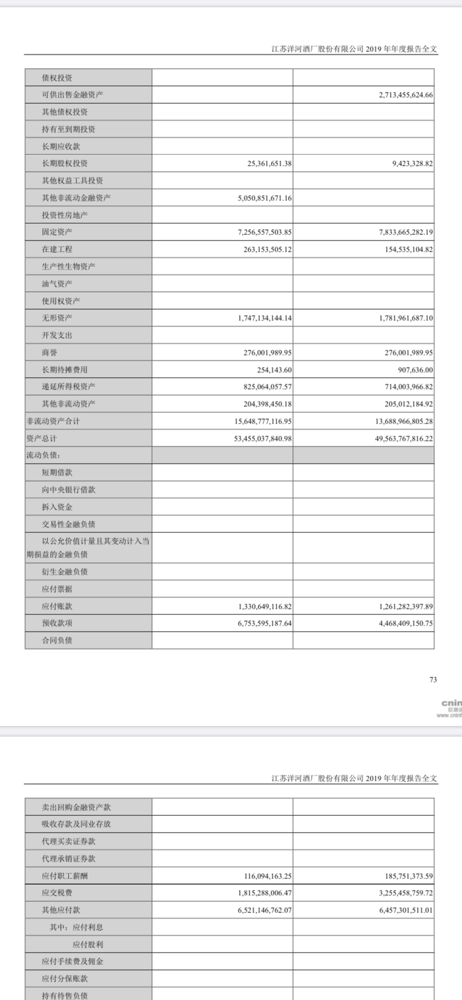 江苏洋河酒厂股份有限公司 2019 年年度报告全文
债权投资
可供出售金融资产 2,713,455,624.66
其他债权投资
持有至到期投资
长期应收款
长期股权投资 25,361,651.38 9,423,328.82
其他权益工具投资
其他非流动金融资产 5,050,851,671.16
投资性房地产
固定资产 7,256,557,503.85 7,833,665,282.19
在建工程 263,153,505.12 154,535,104.82
生产性生物资产
油气资产
使用权资产
无形资产 1,747,134,144.14 1,781,961,687.10
开发支出
商誉 276,001,989.95 276,001,989.95
长期待摊费用 254,143.60 907,636.00
递延所得税资产 825,064,057.57 714,003,966.82
其他非流动资产 204,398,450.18 205,012,184.92
非流动资产合计 15,648,777,116.95 13,688,966,805.28
资产总计 53,455,037,840.98 49,563,767,816.22
流动负债：
短期借款
向中央银行借款
拆入资金
交易性金融负债
以公允价值计量且其变动计入当
期损益的金融负债
衍生金融负债
应付票据
应付账款 1,330,649,116.82 1,261,282,397.89
预收款项 6,753,595,187.64 4,468,409,150.75
合同负债
73
cnin
www.cninf
江苏洋河酒厂股份有限公司 2019 年年度报告全文
卖出回购金融资产款
吸收存款及同业存放
代理买卖证券款
代理承销证券款
应付职工薪酬 116,094,163.25 185,751,373.59
应交税费 1,815,288,006.47 3,255,458,759.72
其他应付款 6,521,146,762.07 6,457,301,511.01
其中：应付利息
应付股利
应付手续费及佣金
应付分保账款
持有待售负债